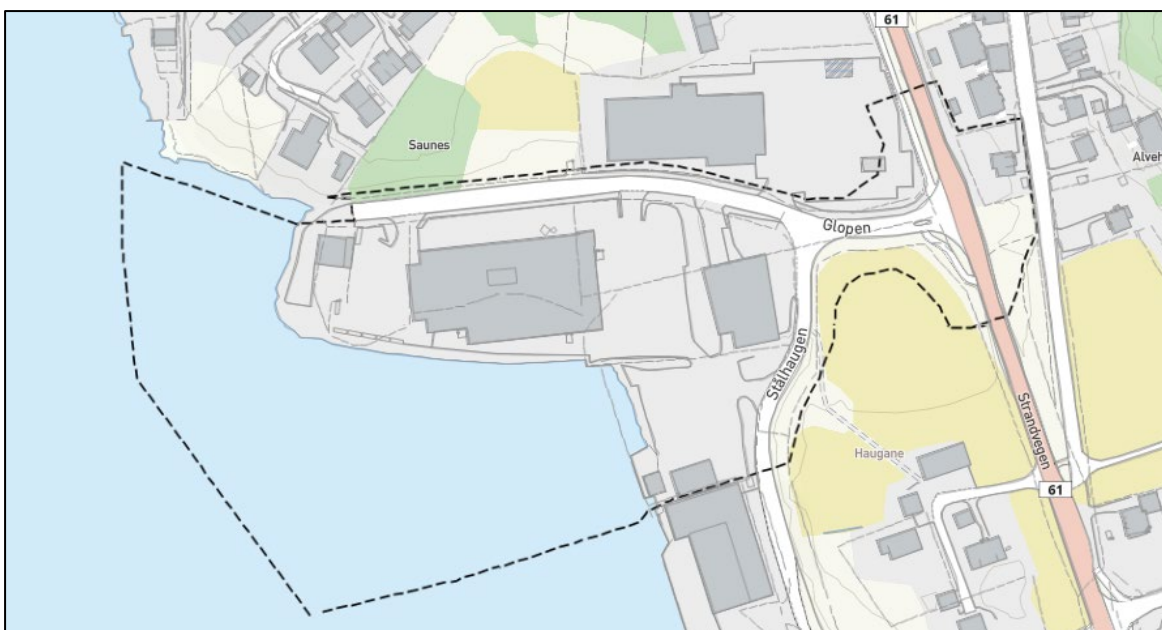 61
Saunes
Alveh
Glopen
Stålhaugen
Strandvegen
Haugane
61